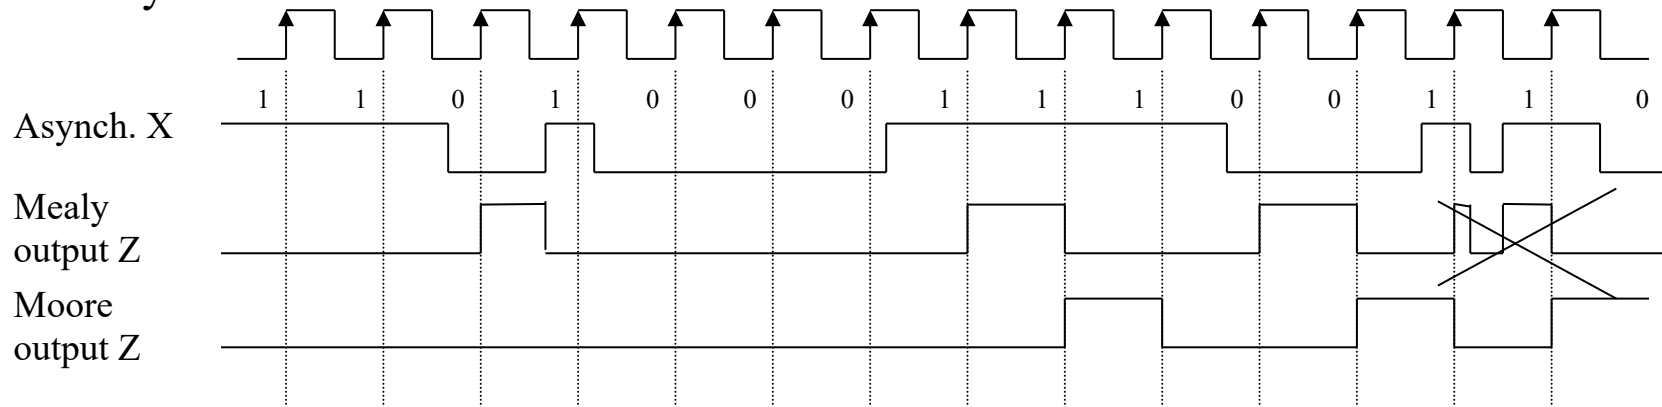 y
1 1 0 1 0 0 0 1 1 1 0 0 1 1 0
Asynch. X
Mealy
output Z
Moore
output Z